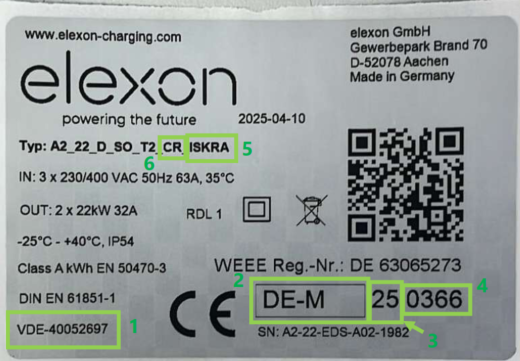 www.elexon-charging.com
elexon GmbH
Gewerbepark Brand 70
D-52078 Aachen
Made in Germany
elexon
powering the future
2025-04-10
Typ: A2_22_D_SO_T2_CR_ISKRA
5
6
IN: 3 x 230/400 VAC 50Hz 63A, 35°C
OUT: 2 x 22kW 32A
RDL 1
-25°C - +40°C, IP54
Class A kWh EN 50470-3
WEEE Reg.-Nr.: DE 63065273
2
4
DIN EN 61851-1
CE
DE-M 25 0366
VDE-40052697
1
3
SN: A2-22-EDS-A02-1982